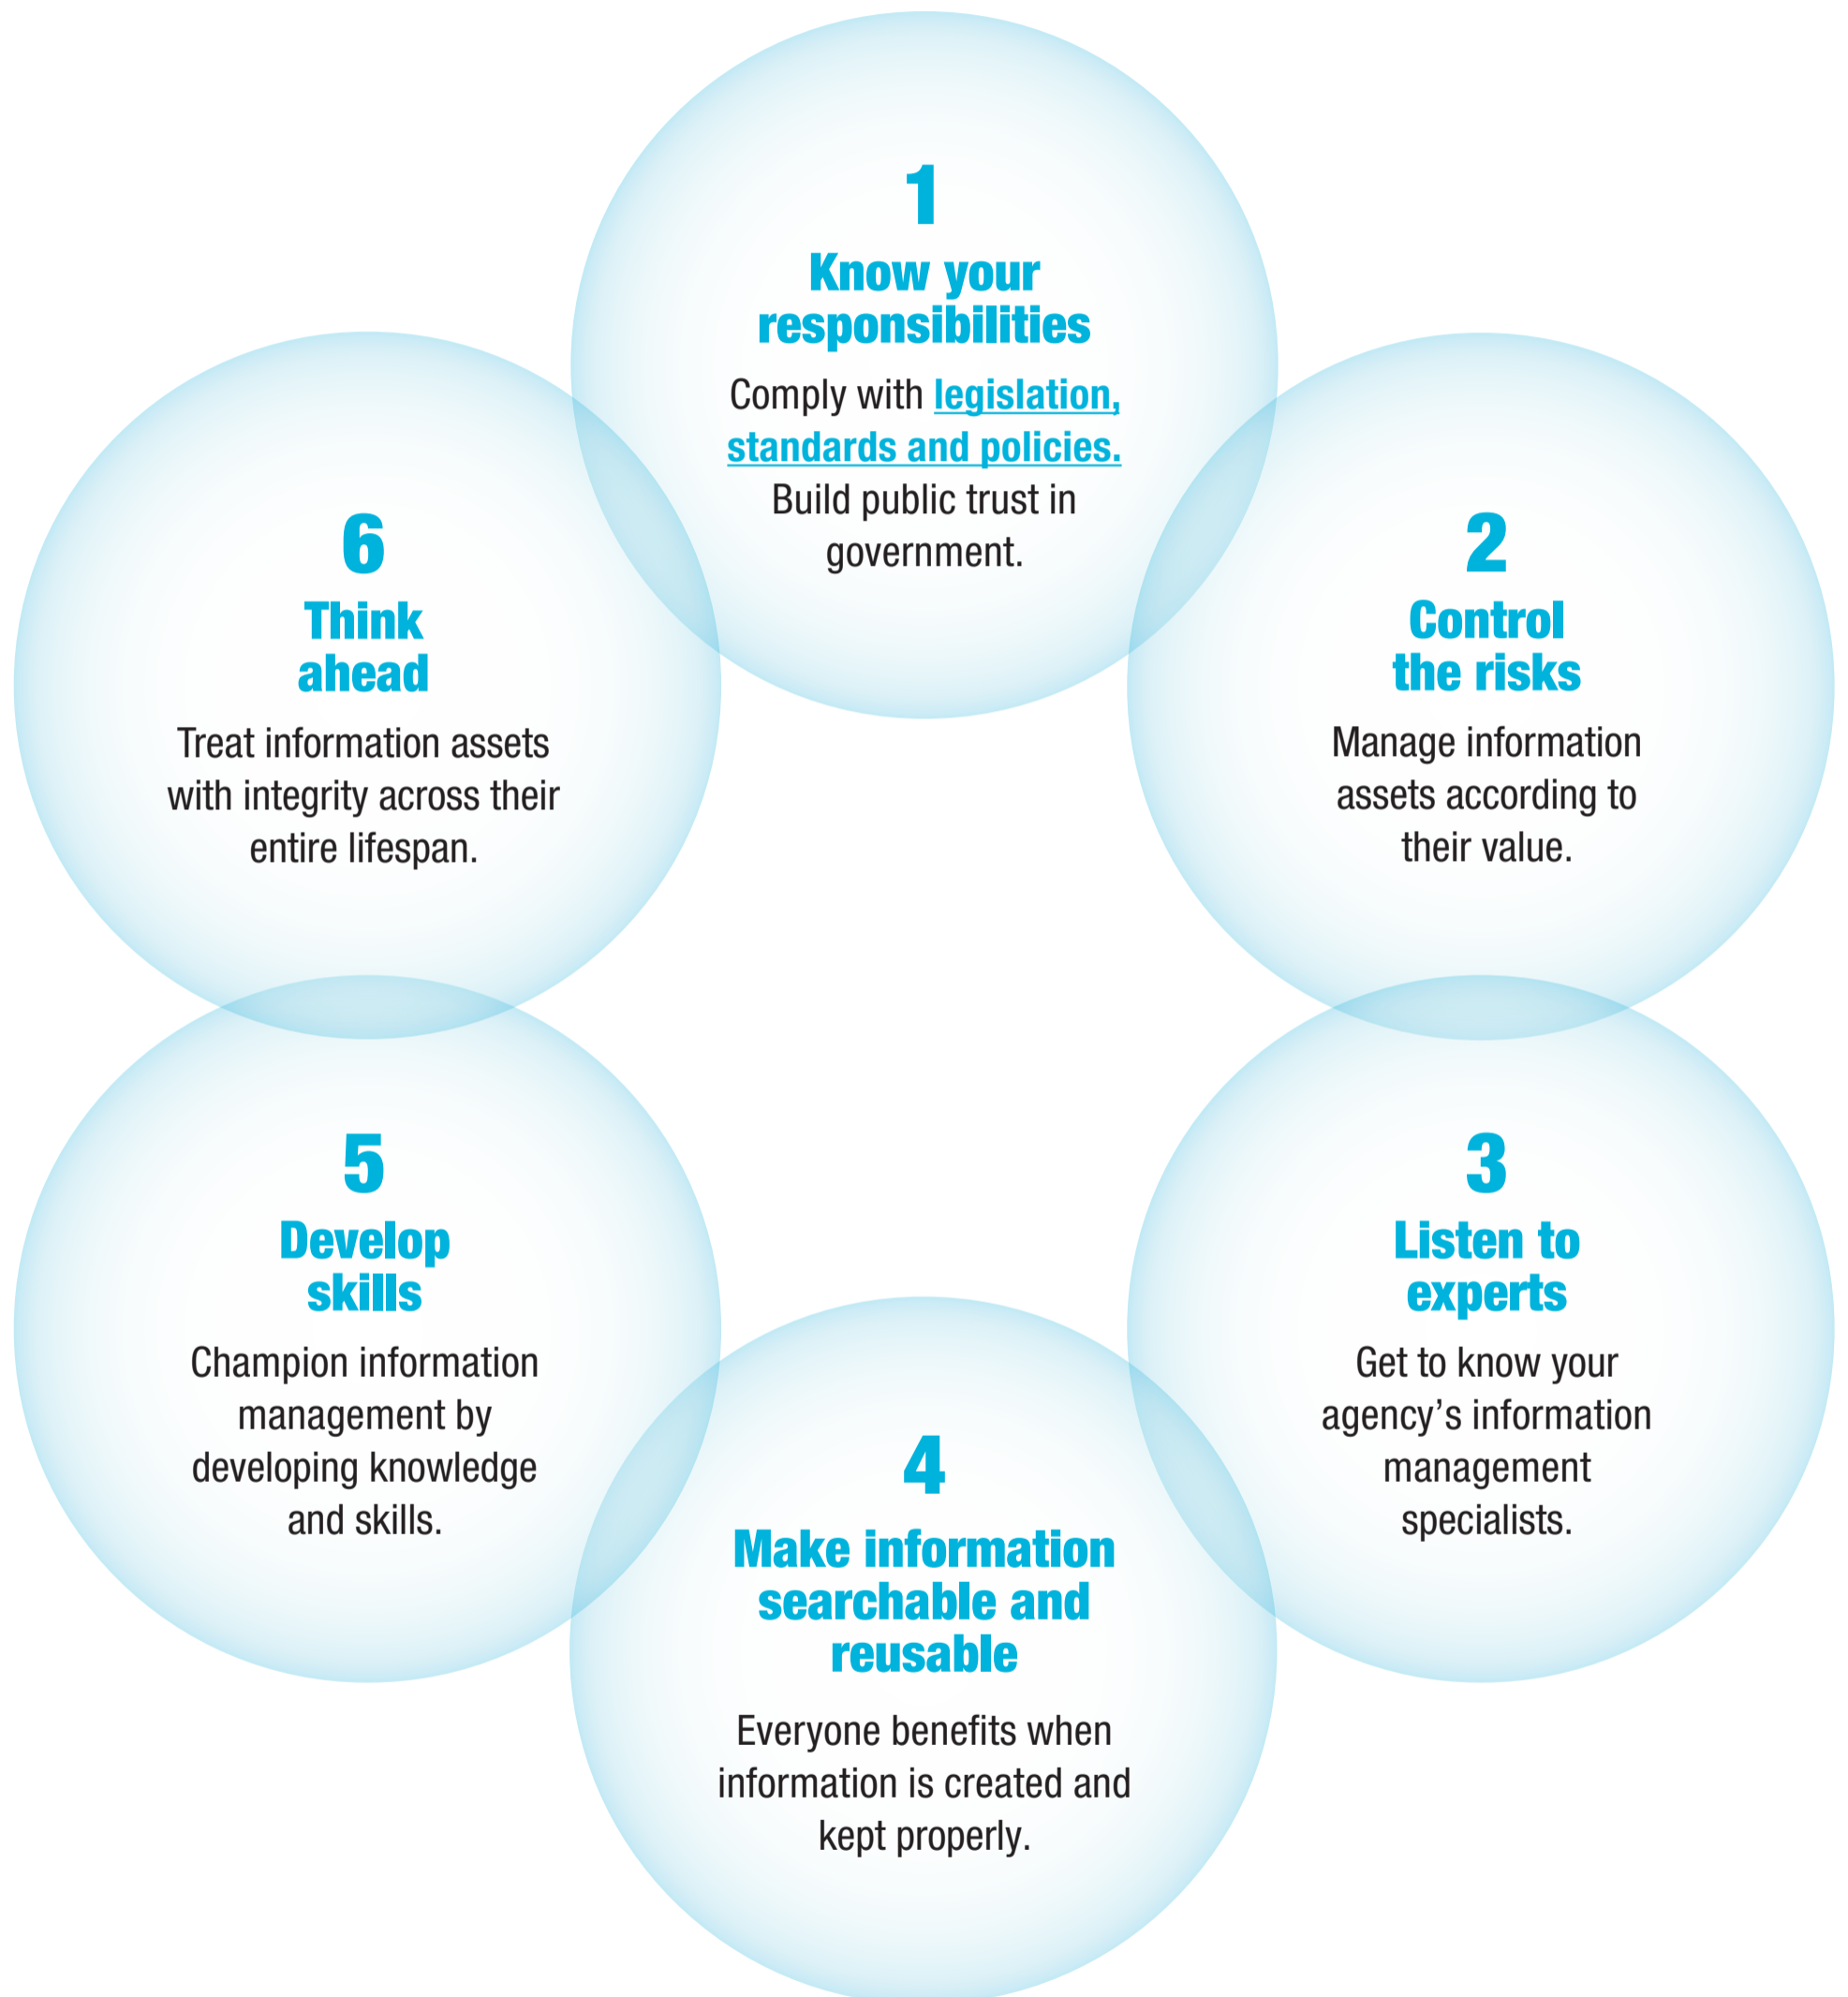 1
Know your
responsibilities
Comply with legislation,
standards and policies.
Build public trust in
government.
2
Control
the risks
Manage information
assets according to
their value.
3
Listen to
experts
Get to know your
agency’s information
management
specialists.
4
Make information
searchable and
reusable
Everyone benefits when
information is created and
kept properly.
5
Develop
skills
Champion information
management by
developing knowledge
and skills.
6
Think
ahead
Treat information assets
with integrity across their
entire lifespan.